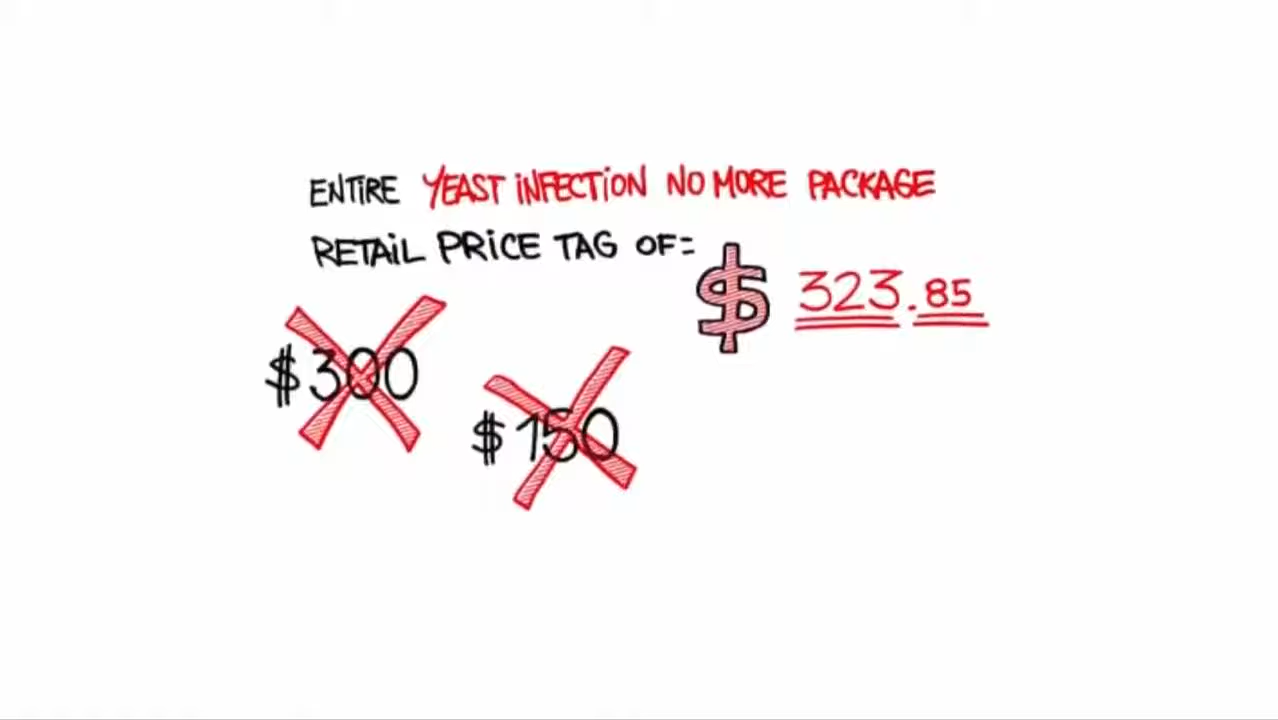 ENTIRE YEAST INFECTION NO MORE PACKAGE
RETAIL PRICE TAG OF:
$ 323.85
$300
$150